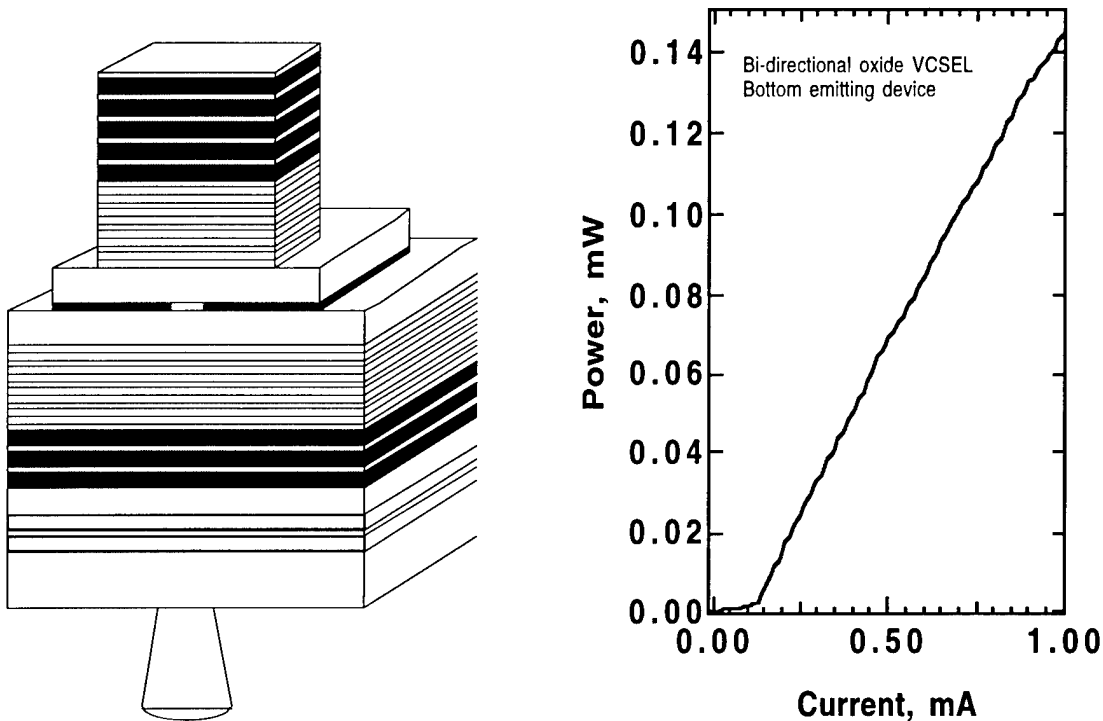 Bi-directional oxide VCSEL
Bottom emitting device
0.14
0.12
0.10
0.08
0.06
0.04
0.02
0.00
Power, mW
0.00 0.50 1.00
Current, mA